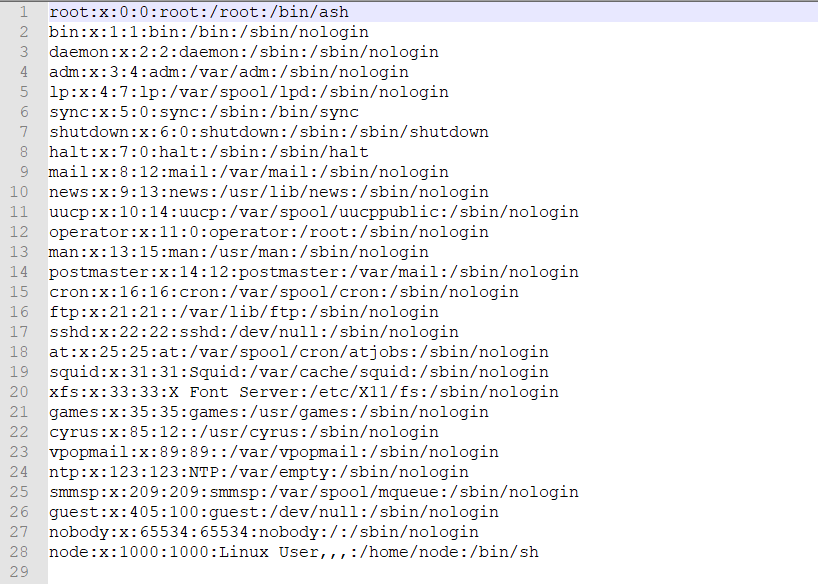 1 root:x:0:0:root:/root:/bin/ash
2 bin:x:1:1:bin:/bin:/sbin/nologin
3 daemon:x:2:2:daemon:/sbin:/sbin/nologin
4 adm:x:3:4:adm:/var/adm:/sbin/nologin
5 lp:x:4:7:lp:/var/spool/lpd:/sbin/nologin
6 sync:x:5:0:sync:/sbin:/bin/sync
7 shutdown:x:6:0:shutdown:/sbin:/sbin/shutdown
8 halt:x:7:0:halt:/sbin:/sbin/halt
9 mail:x:8:12:mail:/var/mail:/sbin/nologin
10 news:x:9:13:news:/usr/lib/news:/sbin/nologin
11 uucp:x:10:14:uucp:/var/spool/uucppublic:/sbin/nologin
12 operator:x:11:0:operator:/root:/sbin/nologin
13 man:x:13:15:man:/usr/man:/sbin/nologin
14 postmaster:x:14:12:postmaster:/var/mail:/sbin/nologin
15 cron:x:16:16:cron:/var/spool/cron:/sbin/nologin
16 ftp:x:21:21::/var/lib/ftp:/sbin/nologin
17 sshd:x:22:22:sshd:/dev/null:/sbin/nologin
18 at:x:25:25:at:/var/spool/cron/atjobs:/sbin/nologin
19 squid:x:31:31:Squid:/var/cache/squid:/sbin/nologin
20 xfs:x:33:33:X Font Server:/etc/X11/fs:/sbin/nologin
21 games:x:35:35:games:/usr/games:/sbin/nologin
22 cyrus:x:85:12::/usr/cyrus:/sbin/nologin
23 vpopmail:x:89:89::/var/vpopmail:/sbin/nologin
24 ntp:x:123:123:NTP:/var/empty:/sbin/nologin
25 smmsp:x:209:209:smmsp:/var/spool/mqueue:/sbin/nologin
26 guest:x:405:100:guest:/dev/null:/sbin/nologin
27 nobody:x:65534:65534:nobody:/:/sbin/nologin
28 node:x:1000:1000:Linux User,,,:/home/node:/bin/sh
29